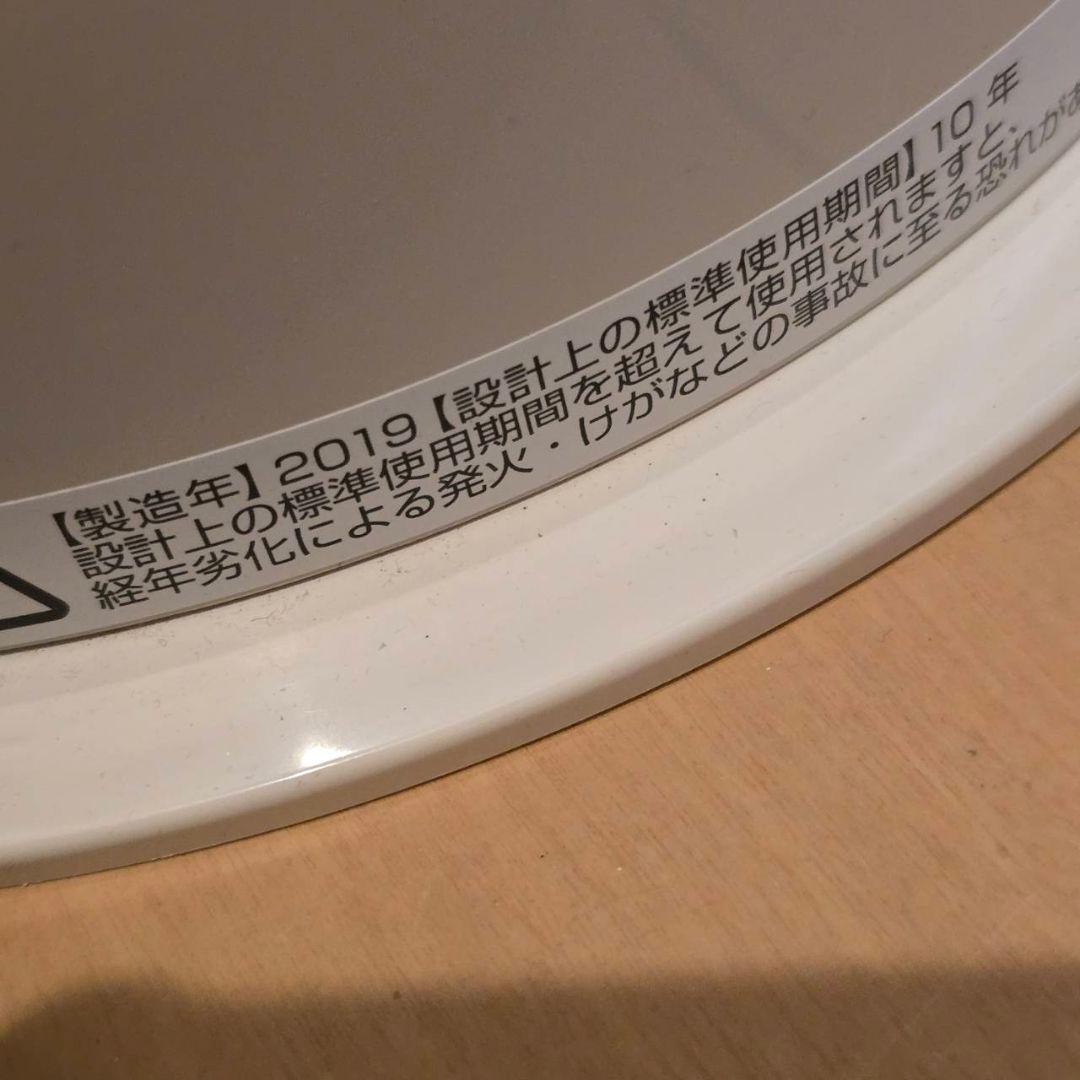 【製造年】2019【設計上の標準使用期間】10年
設計上の標準使用期間を超えて使用されますと、
経年劣化による発火・けがなどの事故に至る恐れがあ